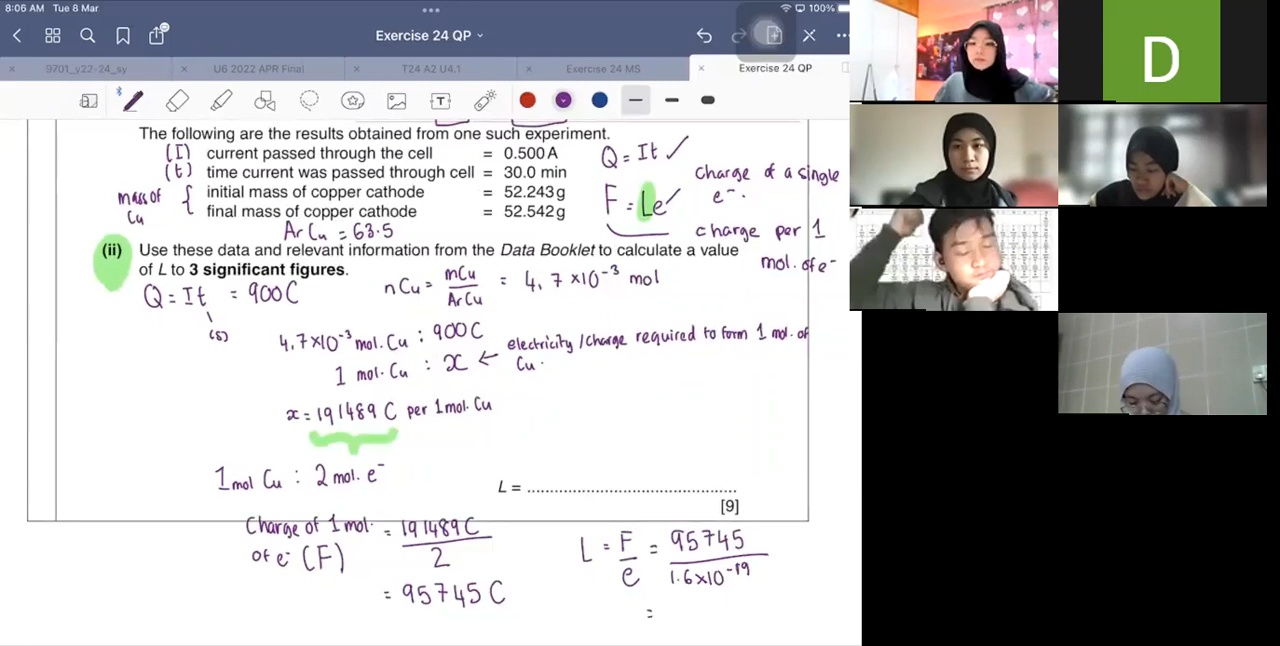 8:06 AM Tue 8 Mar
100%
Exercise 24 QP
9701_y22-24_sy
U6 2022 APR Final
T24 A2 U4.1
Exercise 24 MS
Exercise 24 QP
The following are the results obtained from one such experiment.
(I) current passed through the cell = 0.500 A
(t) time current was passed through cell = 30.0 min
mass of Cu { initial mass of copper cathode = 52.243 g
final mass of copper cathode = 52.542 g
Ar Cu = 63.5
Q = It ✓
F = Le ✓
charge of a single e⁻.
charge per 1 mol. of e⁻
(ii) Use these data and relevant information from the Data Booklet to calculate a value
of L to 3 significant figures.
Q = It = 900C
(s)
nCu = mCu / ArCu = 4.7 ×10⁻³ mol
4.7×10⁻³ mol. Cu : 900 C
1 mol. Cu : x ← electricity/charge required to form 1 mol. of Cu.
x = 191489 C per 1 mol. Cu
1 mol Cu : 2 mol. e⁻
L = ..........................................
[9]
Charge of 1 mol. of e⁻ (F) = 191489 C / 2
= 95745 C
L = F / e = 95745 / 1.6×10⁻¹⁹
=
D